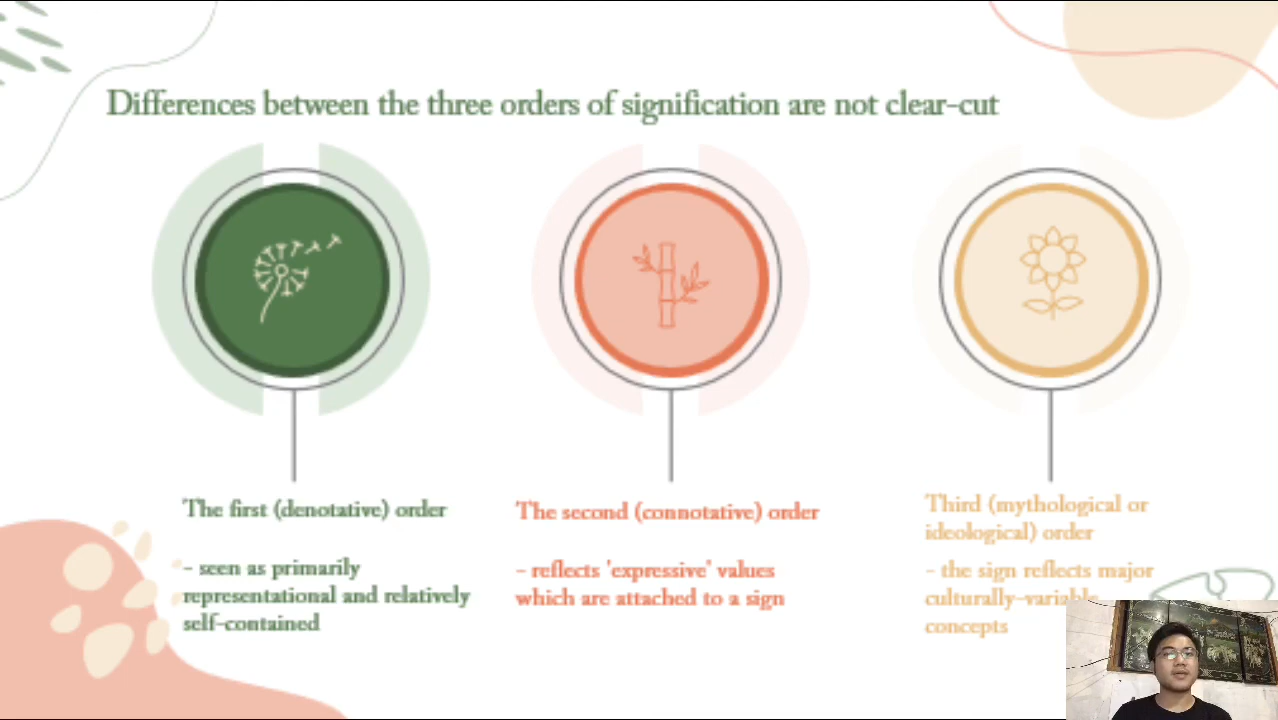 Differences between the three orders of signification are not clear-cut
The first (denotative) order
- seen as primarily
representational and relatively
self-contained
The second (connotative) order
- reflects 'expressive' values
which are attached to a sign
Third (mythological or
ideological) order
- the sign reflects major
culturally-variable
concepts